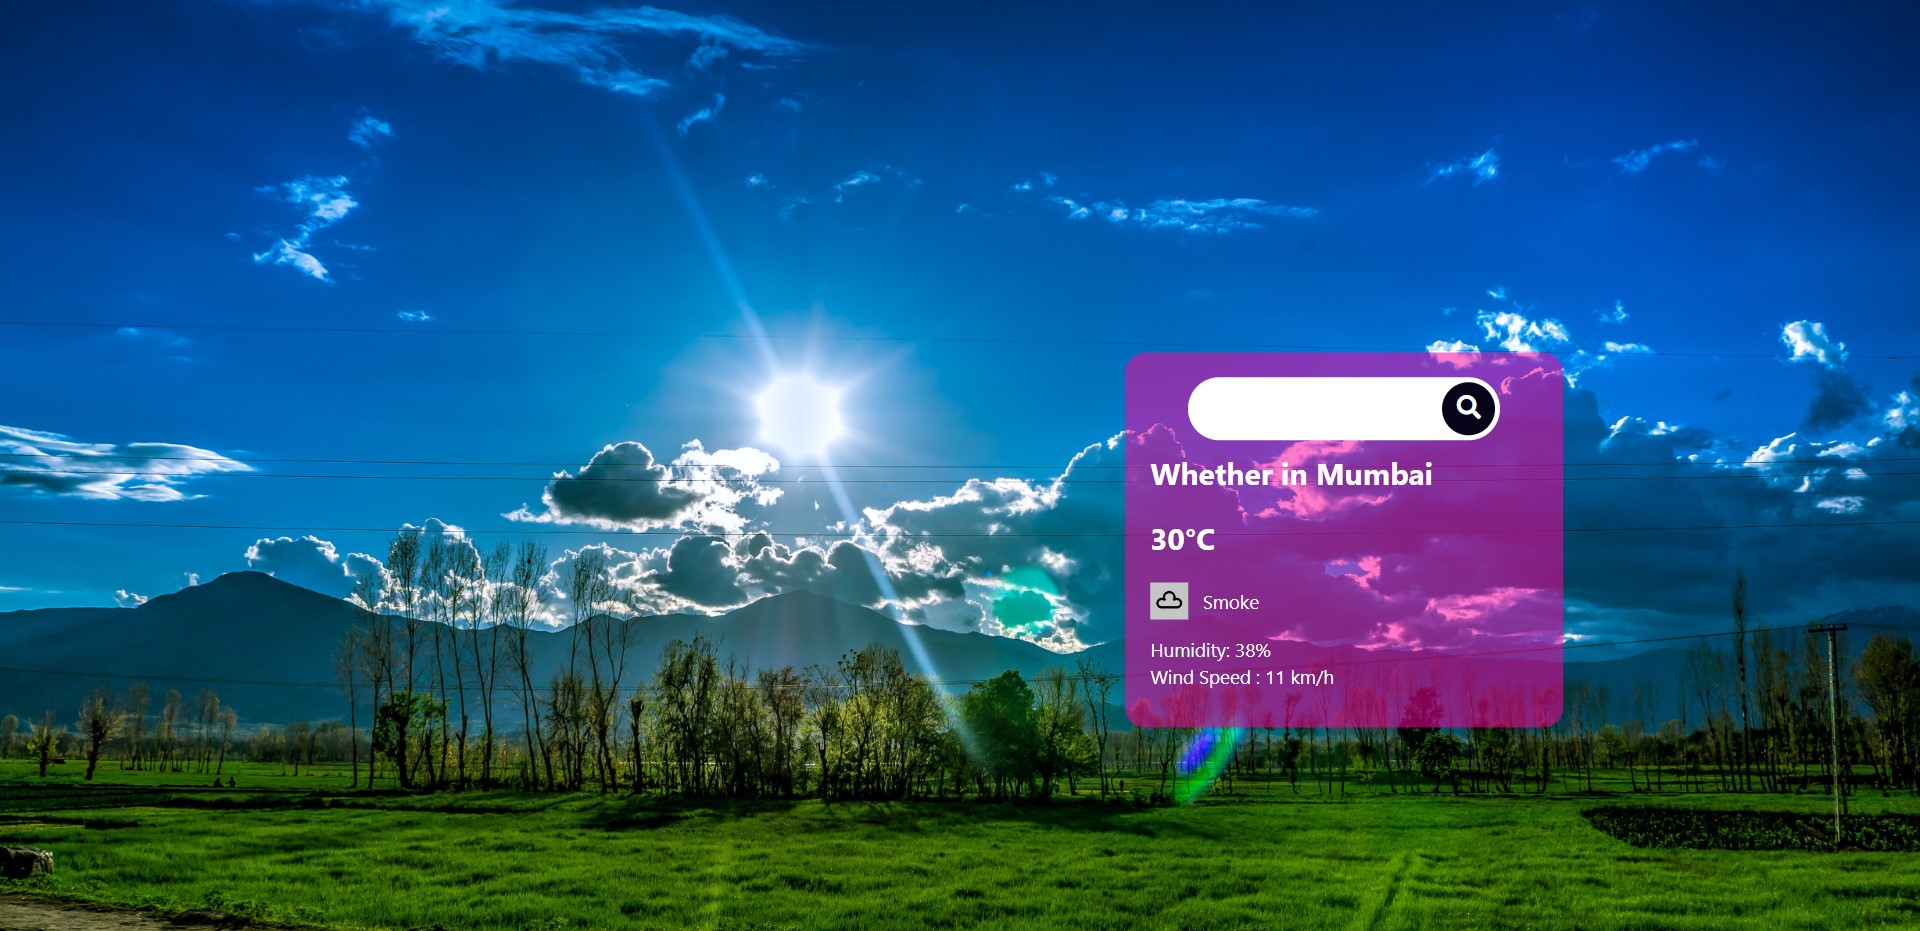 Whether in Mumbai
30°C
Smoke
Humidity: 38%
Wind Speed : 11 km/h